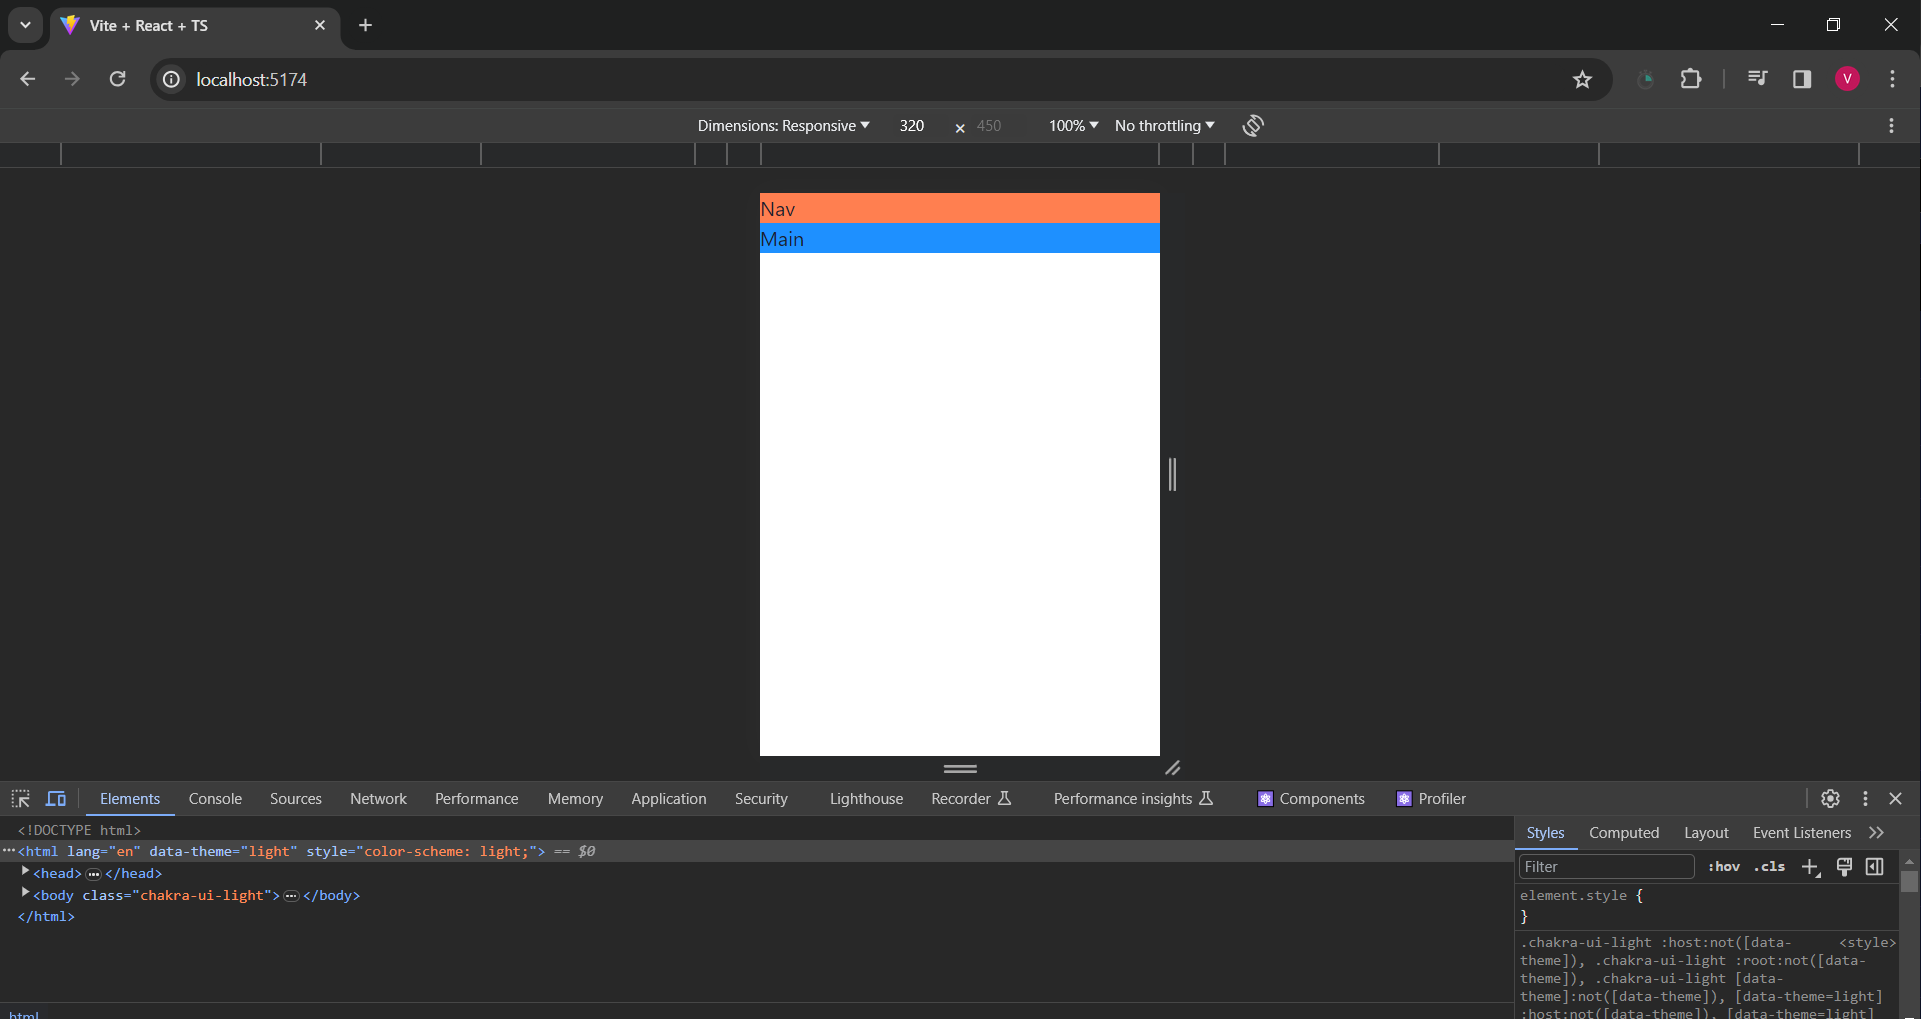 Vite + React + TS
localhost:5174
V
Dimensions: Responsive 320 × 450 100% No throttling
Nav
Main
Elements Console Sources Network Performance Memory Application Security Lighthouse Recorder Performance insights Components Profiler
<!DOCTYPE html>
<html lang="en" data-theme="light" style="color-scheme: light;"> == $0
<head> ... </head>
<body class="chakra-ui-light"> ... </body>
</html>
html
Styles Computed Layout Event Listeners
Filter :hov .cls
element.style {
}
.chakra-ui-light :host:not([data- <style>
theme]), .chakra-ui-light :root:not([data-
theme]), .chakra-ui-light [data-
theme]:not([data-theme]), [data-theme=light]
:host:not([data-theme]), [data-theme=light]